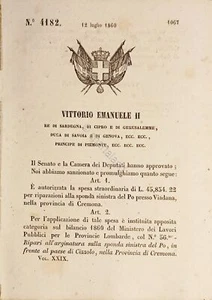 N.º 4182.
12 luglio 1860
1067
VITTORIO EMANUELE II
RE DI SARDEGNA, DI CIPRO E DI GERUSALEMME,
DUCA DI SAVOIA E DI GENOVA, ECC. ECC.,
PRINCIPE DI PIEMONTE, ECC. ECC. ECC.
Il Senato e la Camera dei Deputati hanno approvato;
Noi abbiamo sanzionato e promulghiamo quanto segue:
Art. 1.
È autorizzata la spesa straordinaria di L. 45,854. 22
per riparazioni alla sponda sinistra del Po presso Viadana,
nella provincia di Cremona.
Art. 2.
Per l'applicazione di tale spesa è instituita apposita
categoria sul bilancio 1860 del Ministero dei Lavori
Pubblici per le Provincie Lombarde, col N.º 56.
Ripari all'arginatura sulla sponda sinistra del Po, in
fronte al paese di Cizzolo, nella Provincia di Cremona.
Vol. XXIX.